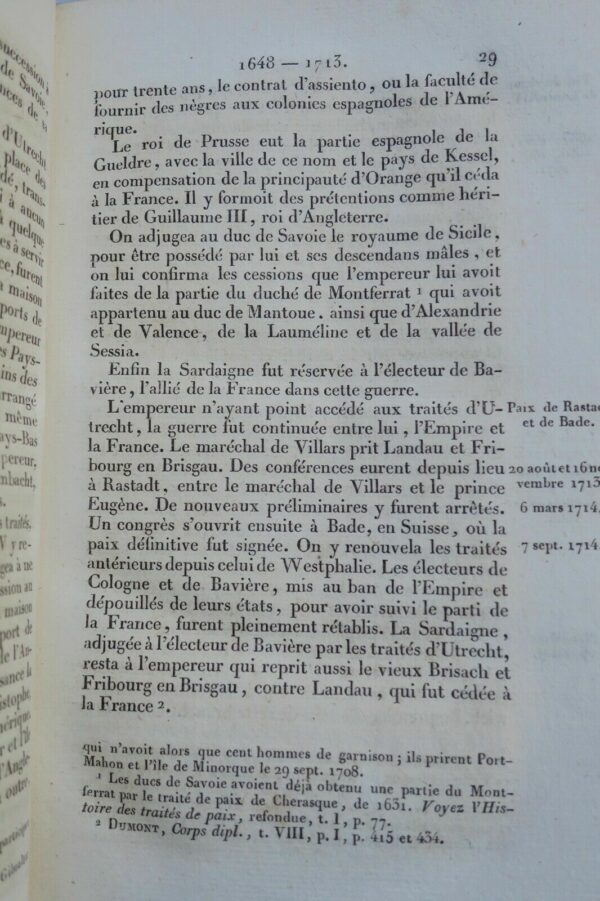 1648 — 1713. 29
pour trente ans, le contrat d'assiento, ou la faculté de
fournir des nègres aux colonies espagnoles de l'Amé-
rique.
Le roi de Prusse eut la partie espagnole de la
Gueldre, avec la ville de ce nom et le pays de Kessel,
en compensation de la principauté d'Orange qu'il céda
à la France. Il y formoit des prétentions comme héri-
tier de Guillaume III, roi d'Angleterre.
On adjugea au duc de Savoie le royaume de Sicile,
pour être possédé par lui et ses descendans mâles, et
on lui confirma les cessions que l'empereur lui avoit
faites de la partie du duché de Montferrat 1 qui avoit
appartenu au duc de Mantoue. ainsi que d'Alexandrie
et de Valence, de la Lauméline et de la vallée de
Sessia.
Enfin la Sardaigne fut réservée à l'électeur de Ba-
vière, l'allié de la France dans cette guerre.
L'empereur n'ayant point accédé aux traités d'U-
trecht, la guerre fut continuée entre lui, l'Empire et
la France. Le maréchal de Villars prit Landau et Fri-
bourg en Brisgau. Des conférences eurent depuis lieu
à Rastadt, entre le maréchal de Villars et le prince
Eugène. De nouveaux préliminaires y furent arrêtés.
Un congrès s'ouvrit ensuite à Bade, en Suisse, où la
paix définitive fut signée. On y renouvela les traités
antérieurs depuis celui de Westphalie. Les électeurs de
Cologne et de Bavière, mis au ban de l'Empire et
dépouillés de leurs états, pour avoir suivi le parti de
la France, furent pleinement rétablis. La Sardaigne,
adjugée à l'électeur de Bavière par les traités d'Utrecht,
resta à l'empereur qui reprit aussi le vieux Brisach et
Fribourg en Brisgau, contre Landau, qui fut cédée à
la France 2.
Paix de Rastad
et de Bade.
20 août et 16 no
vembre 1713
6 mars 1714.
7 sept. 1714.
qui n'avoit alors que cent hommes de garnison; ils prirent Port-
Mahon et l'île de Minorque le 29 sept. 1708.
1 Les ducs de Savoie avoient déjà obtenu une partie du Mont-
ferrat par le traité de paix de Cherasque, de 1631. Voyez l'His-
toire des traités de paix, refondue, t. I, p. 77.
2 DUMONT, Corps dipl., t. VIII, p. I, p. 415 et 434.